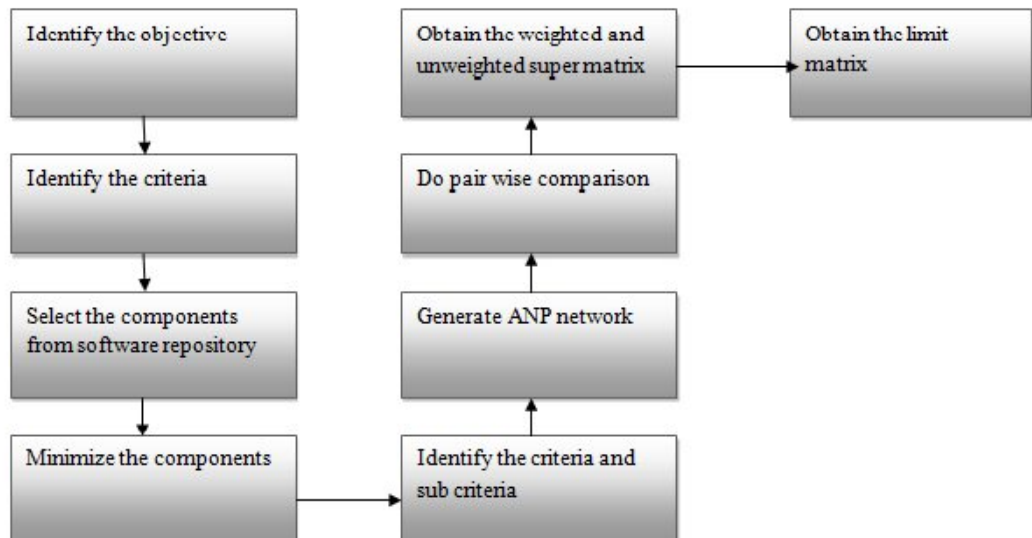 Identify the objective
Identify the criteria
Select the components
from software repository
Minimize the components
Identify the criteria and
sub criteria
Generate ANP network
Do pair wise comparison
Obtain the weighted and
unweighted super matrix
Obtain the limit
matrix